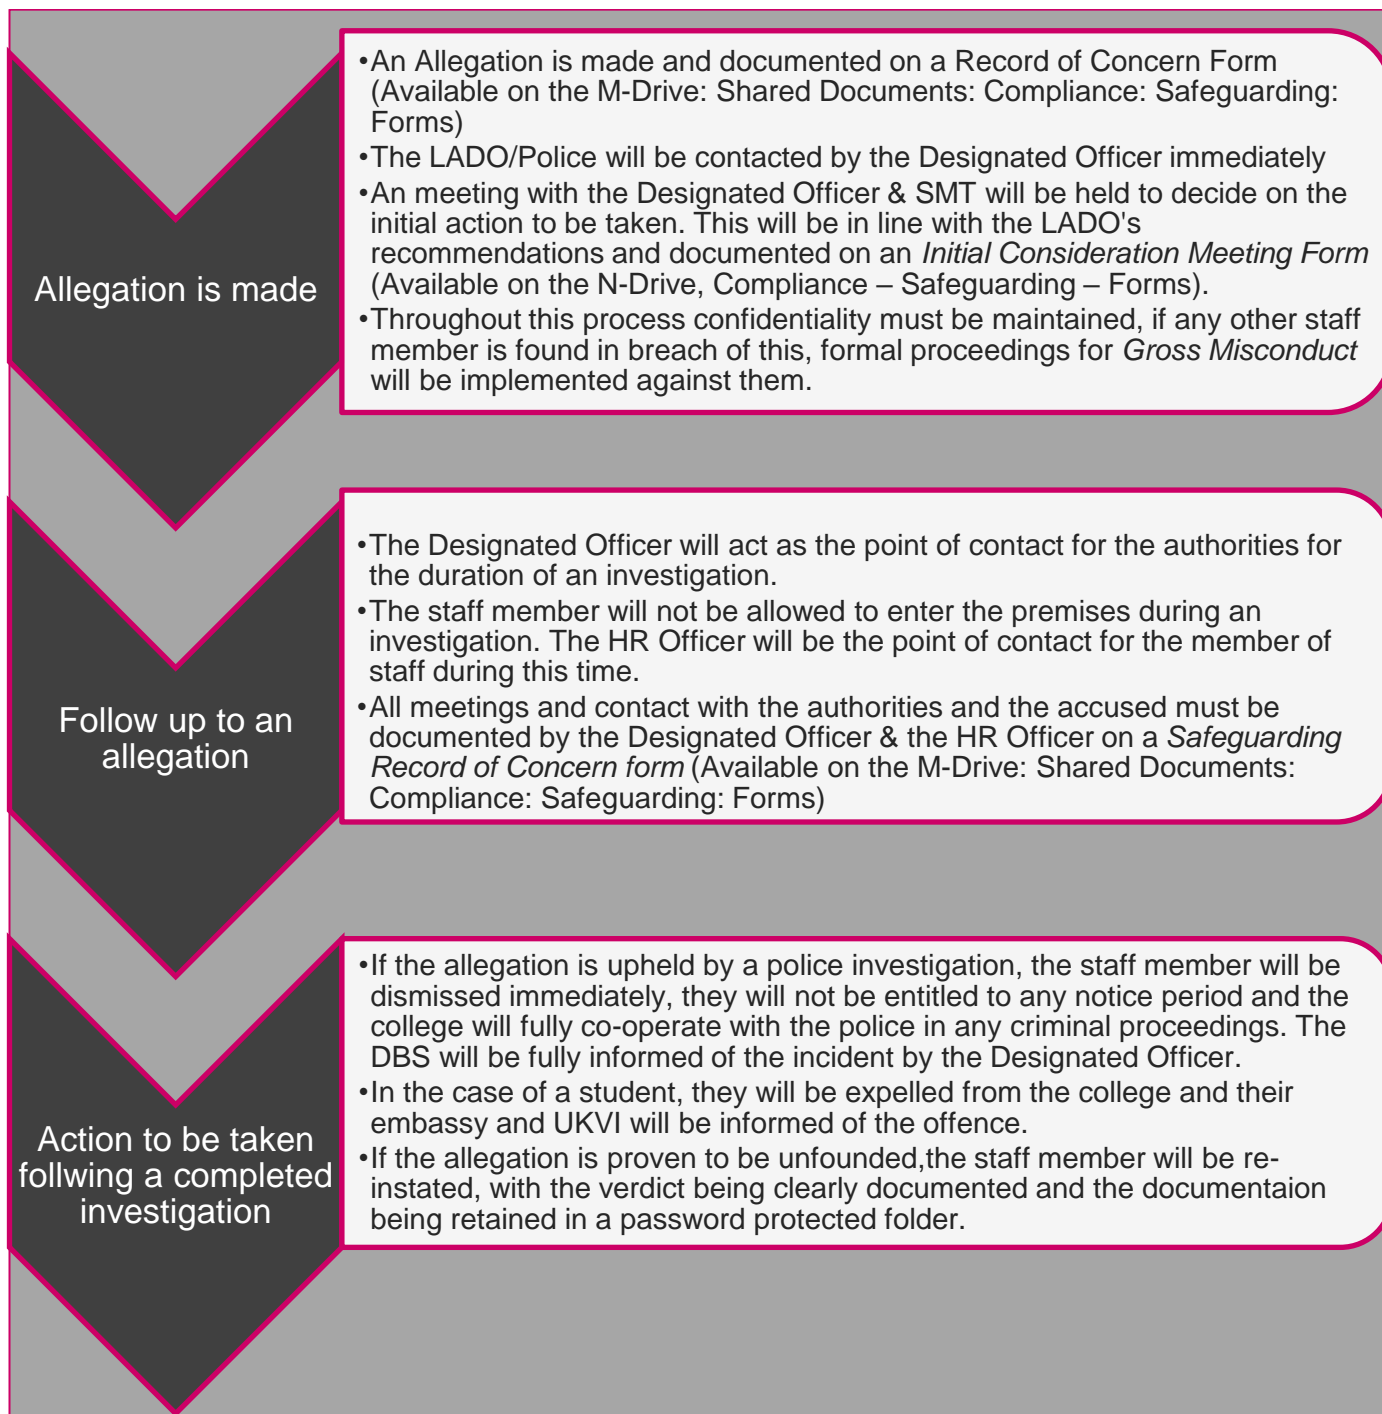 Allegation is made
•An Allegation is made and documented on a Record of Concern Form
(Available on the M-Drive: Shared Documents: Compliance: Safeguarding:
Forms)
•The LADO/Police will be contacted by the Designated Officer immediately
•An meeting with the Designated Officer & SMT will be held to decide on the
initial action to be taken. This will be in line with the LADO's
recommendations and documented on an Initial Consideration Meeting Form
(Available on the N-Drive, Compliance – Safeguarding – Forms).
•Throughout this process confidentiality must be maintained, if any other staff
member is found in breach of this, formal proceedings for Gross Misconduct
will be implemented against them.
Follow up to an
allegation
•The Designated Officer will act as the point of contact for the authorities for
the duration of an investigation.
•The staff member will not be allowed to enter the premises during an
investigation. The HR Officer will be the point of contact for the member of
staff during this time.
•All meetings and contact with the authorities and the accused must be
documented by the Designated Officer & the HR Officer on a Safeguarding
Record of Concern form (Available on the M-Drive: Shared Documents:
Compliance: Safeguarding: Forms)
Action to be taken
follwing a completed
investigation
•If the allegation is upheld by a police investigation, the staff member will be
dismissed immediately, they will not be entitled to any notice period and the
college will fully co-operate with the police in any criminal proceedings. The
DBS will be fully informed of the incident by the Designated Officer.
•In the case of a student, they will be expelled from the college and their
embassy and UKVI will be informed of the offence.
•If the allegation is proven to be unfounded,the staff member will be re-
instated, with the verdict being clearly documented and the documentaion
being retained in a password protected folder.